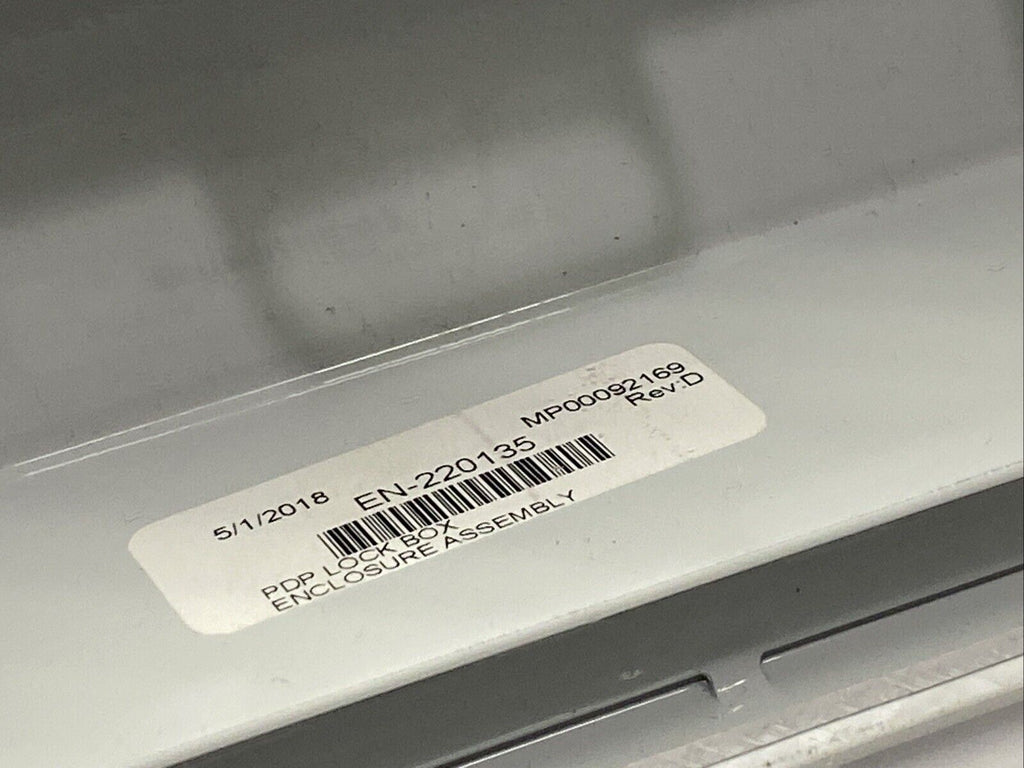 MP00092169
Rev:D
5/1/2018
EN-220135
PDP LOCK BOX
ENCLOSURE ASSEMBLY